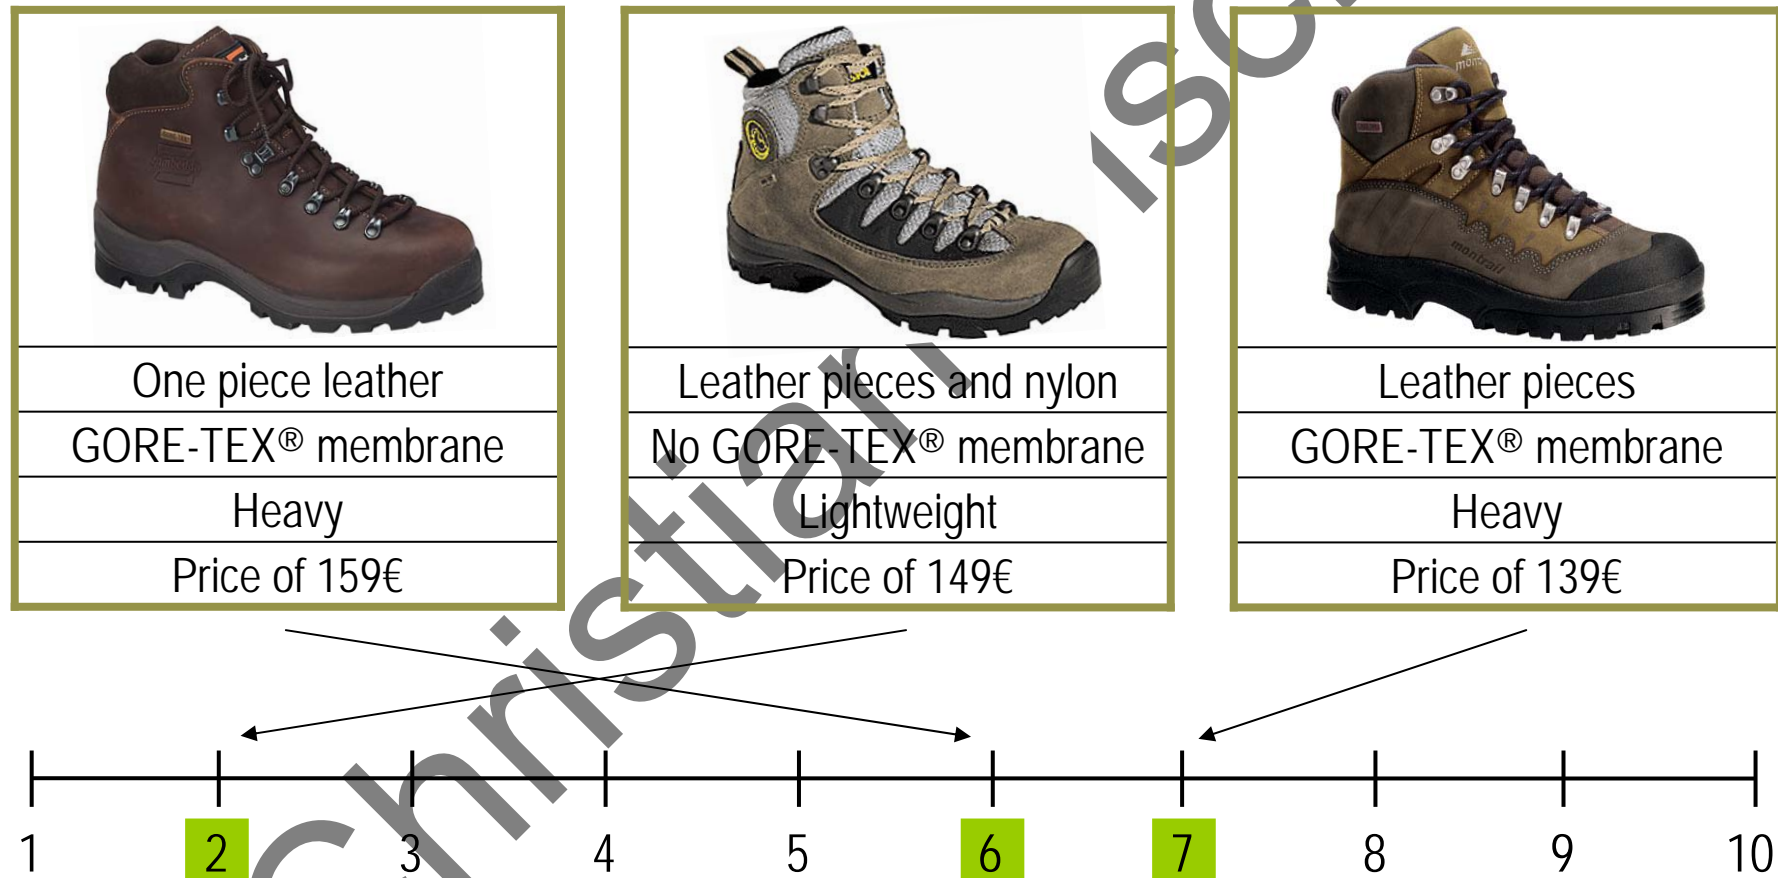 One piece leather
GORE-TEX® membrane
Heavy
Price of 159€
Leather pieces and nylon
No GORE-TEX® membrane
Lightweight
Price of 149€
montrail
Leather pieces
GORE-TEX® membrane
Heavy
Price of 139€
1 2 3 4 5 6 7 8 9 10
Christian